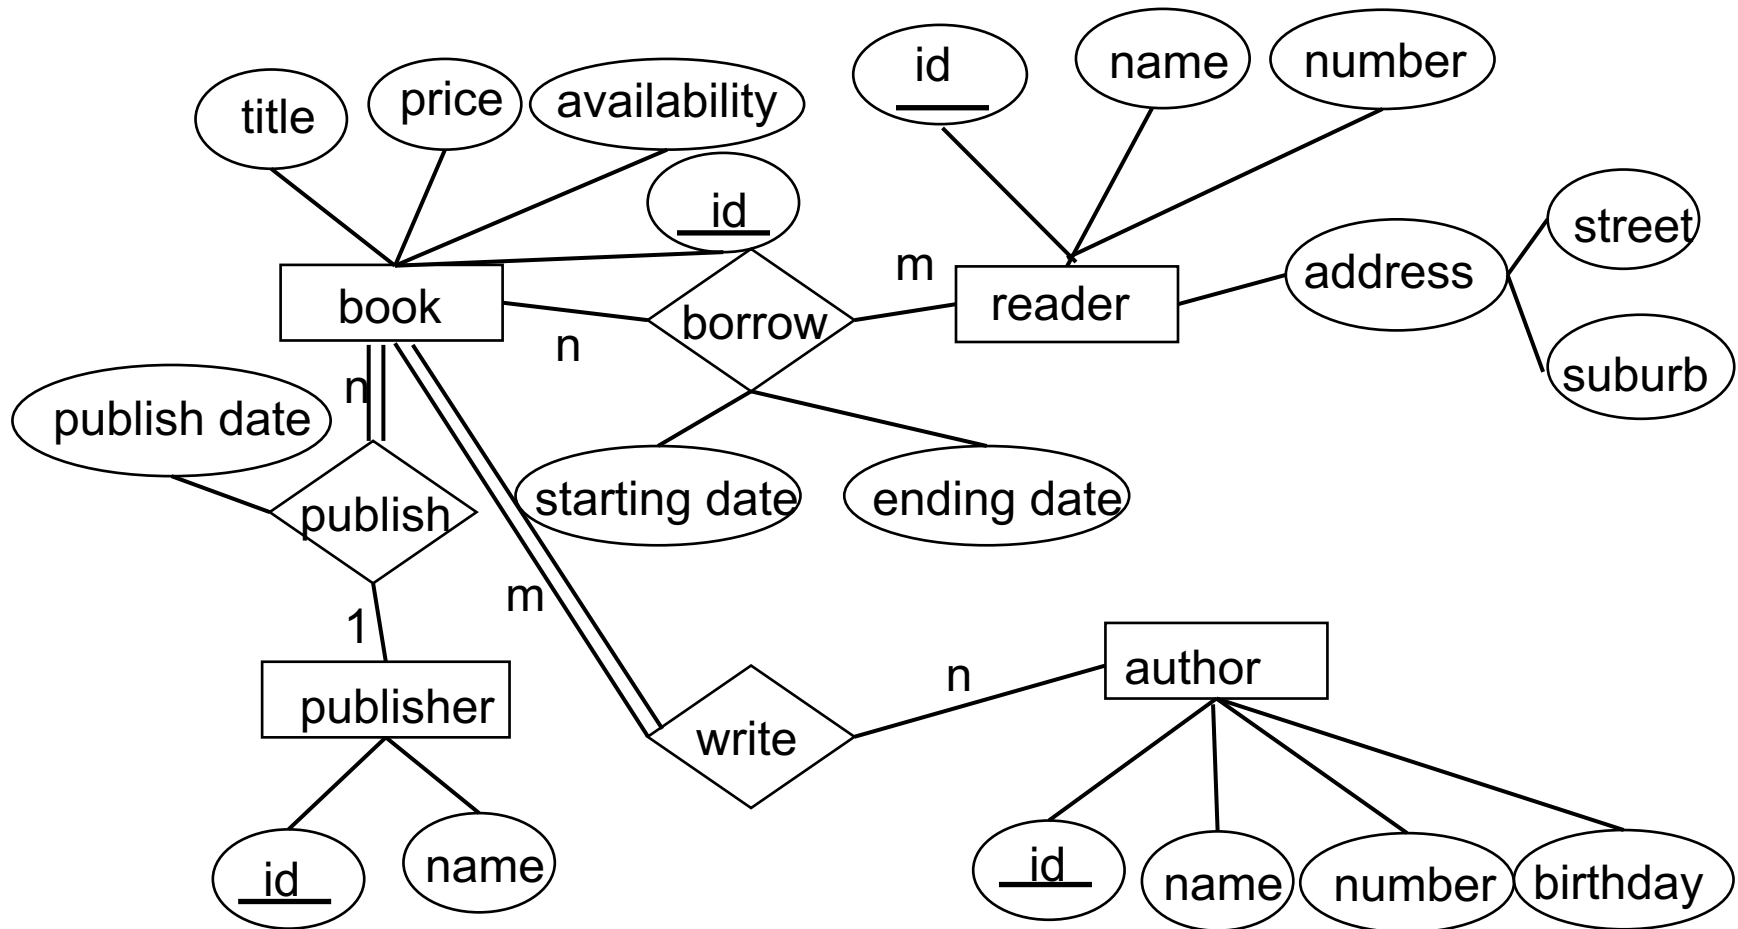 id
name
number
title
price
availability
id
street
address
book
borrow
m
reader
n
suburb
n
publish date
starting date
ending date
publish
m
1
author
n
publisher
write
id
name
id
name
number
birthday